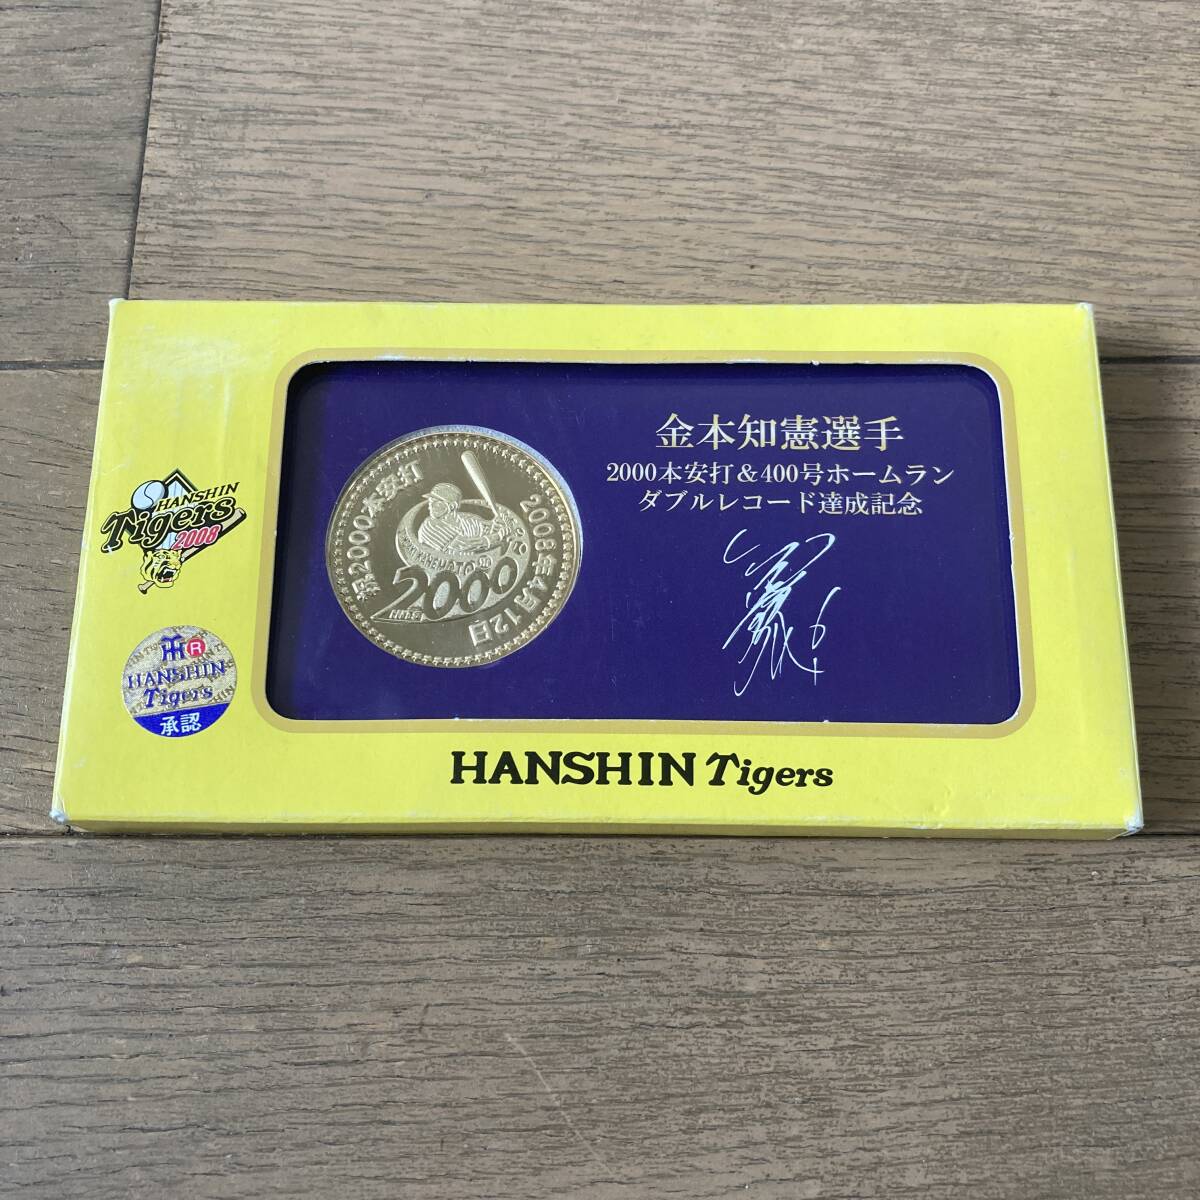 金本知憲選手
2000本安打&400号ホームラン
ダブルレコード達成記念
祝2000本安打
2008年4月12日
2000
HITS
HANSHIN
Tigers
2008
R
HANSHIN
Tigers
承認
HANSHIN Tigers